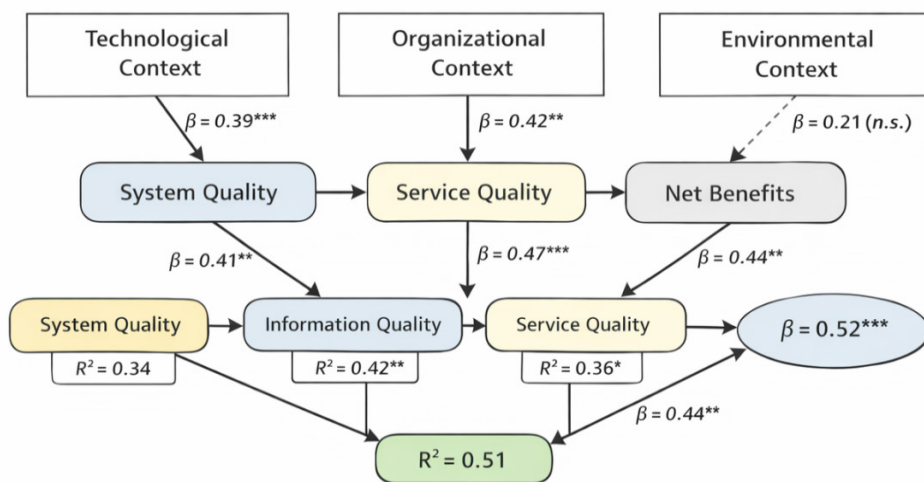 Technological
Context
Organizational
Context
Environmental
Context
β = 0.39***
β = 0.42**
β = 0.21 (n.s.)
System Quality
Service Quality
Net Benefits
β = 0.41**
β = 0.47***
β = 0.44**
System Quality
Information Quality
Service Quality
β = 0.52***
R² = 0.34
R² = 0.42**
R² = 0.36*
β = 0.44**
R² = 0.51